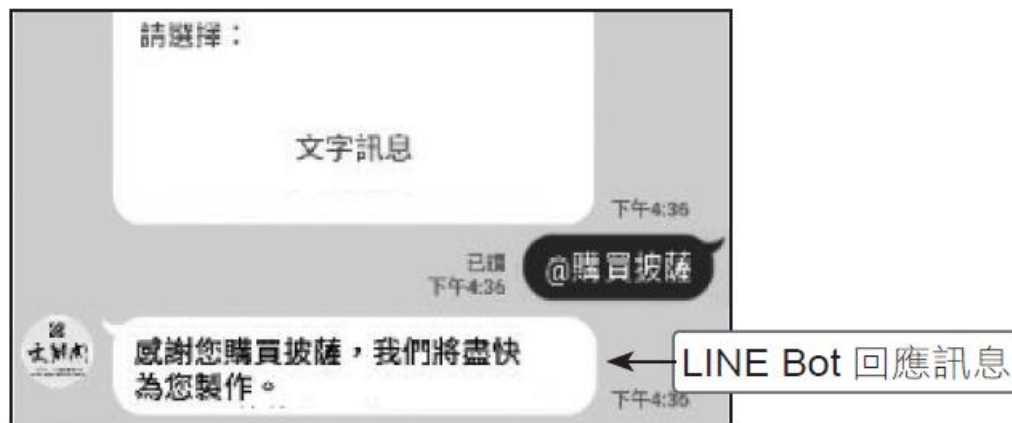 請選擇：
文字訊息
下午4:36
已讀
下午4:36
@購買披薩
感謝您購買披薩，我們將盡快
為您製作。
下午4:36
LINE Bot 回應訊息